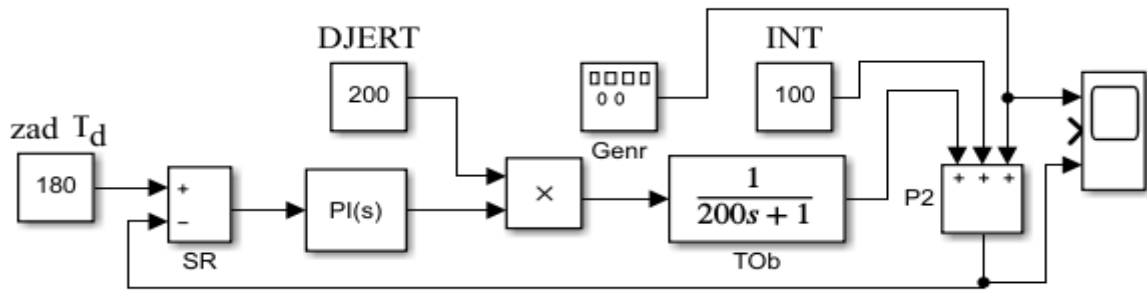 DJERT
INT
200
100
zad T_d
Genr
180
+
−
SR
PI(s)
×
1
200s + 1
TOb
+ + +
P2